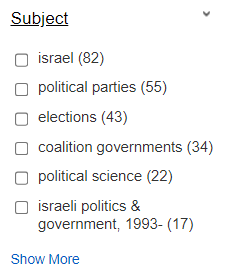 Subject
israel (82)
political parties (55)
elections (43)
coalition governments (34)
political science (22)
israeli politics &
government, 1993- (17)
Show More